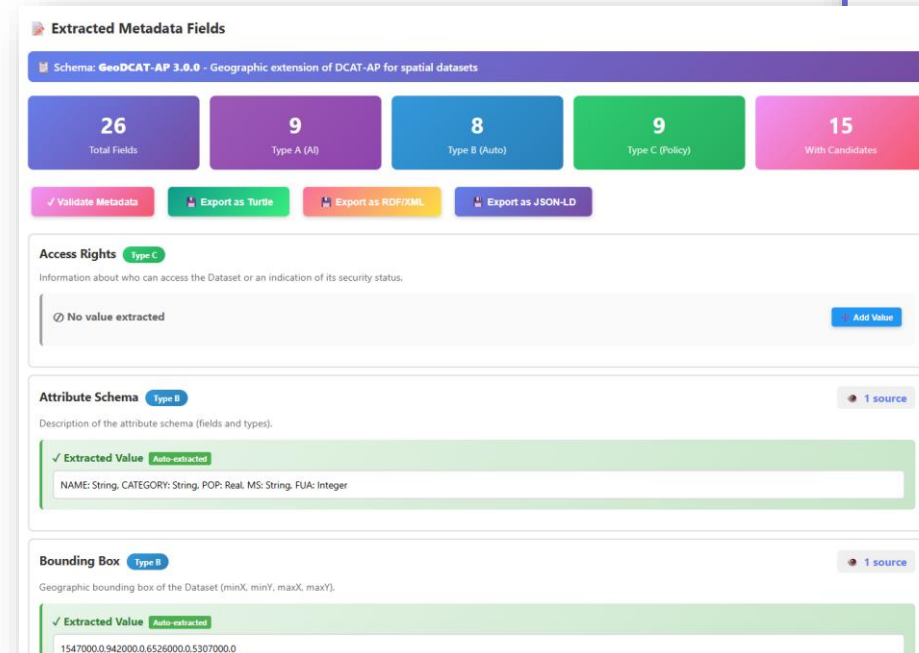 Extracted Metadata Fields
Schema: GeoDCAT-AP 3.0.0 - Geographic extension of DCAT-AP for spatial datasets
26
Total Fields
9
Type A (AI)
8
Type B (Auto)
9
Type C (Policy)
15
With Candidates
✓ Validate Metadata
Export as Turtle
Export as RDF/XML
Export as JSON-LD
Access Rights Type C
Information about who can access the Dataset or an indication of its security status.
No value extracted
Add Value
Attribute Schema Type B
1 source
Description of the attribute schema (fields and types).
✓ Extracted Value Auto-extracted
NAME: String, CATEGORY: String, POP: Real, MS: String, FUA: Integer
Bounding Box Type B
1 source
Geographic bounding box of the Dataset (minX, minY, maxX, maxY).
✓ Extracted Value Auto-extracted
1547000.0,942000.0,6526000.0,5307000.0